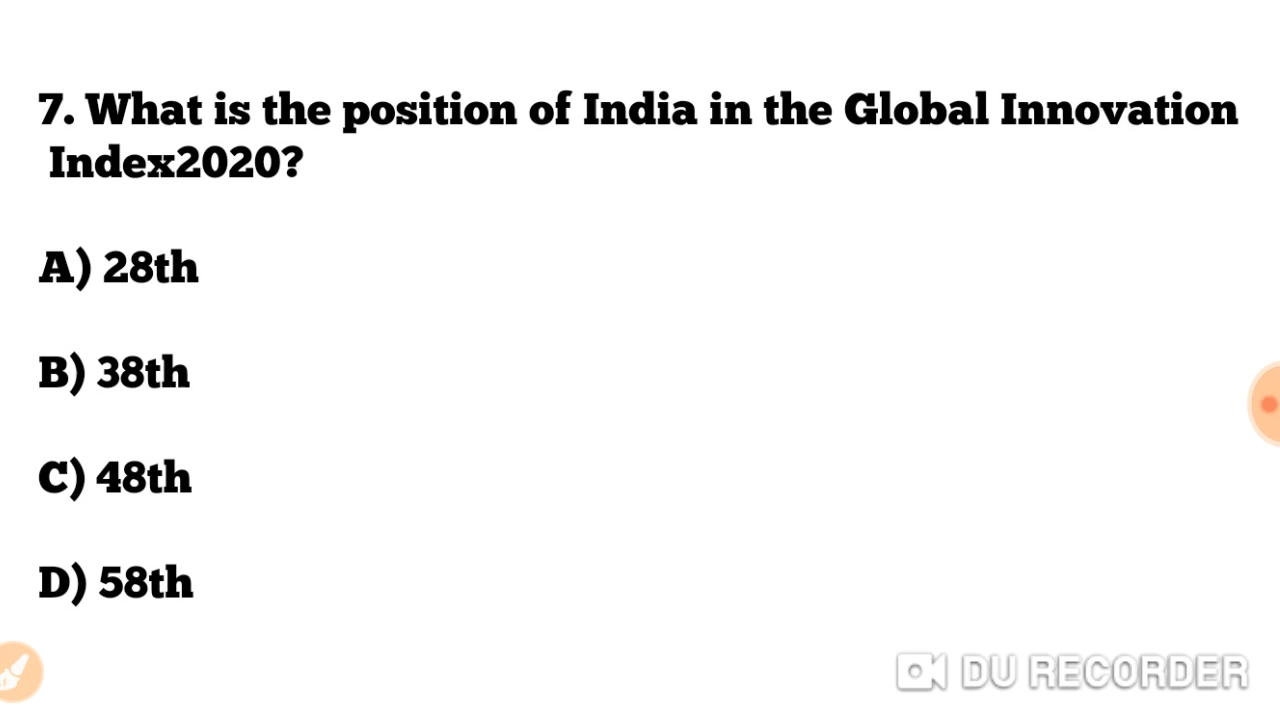 7. What is the position of India in the Global Innovation
Index2020?
A) 28th
B) 38th
C) 48th
D) 58th
DU RECORDER